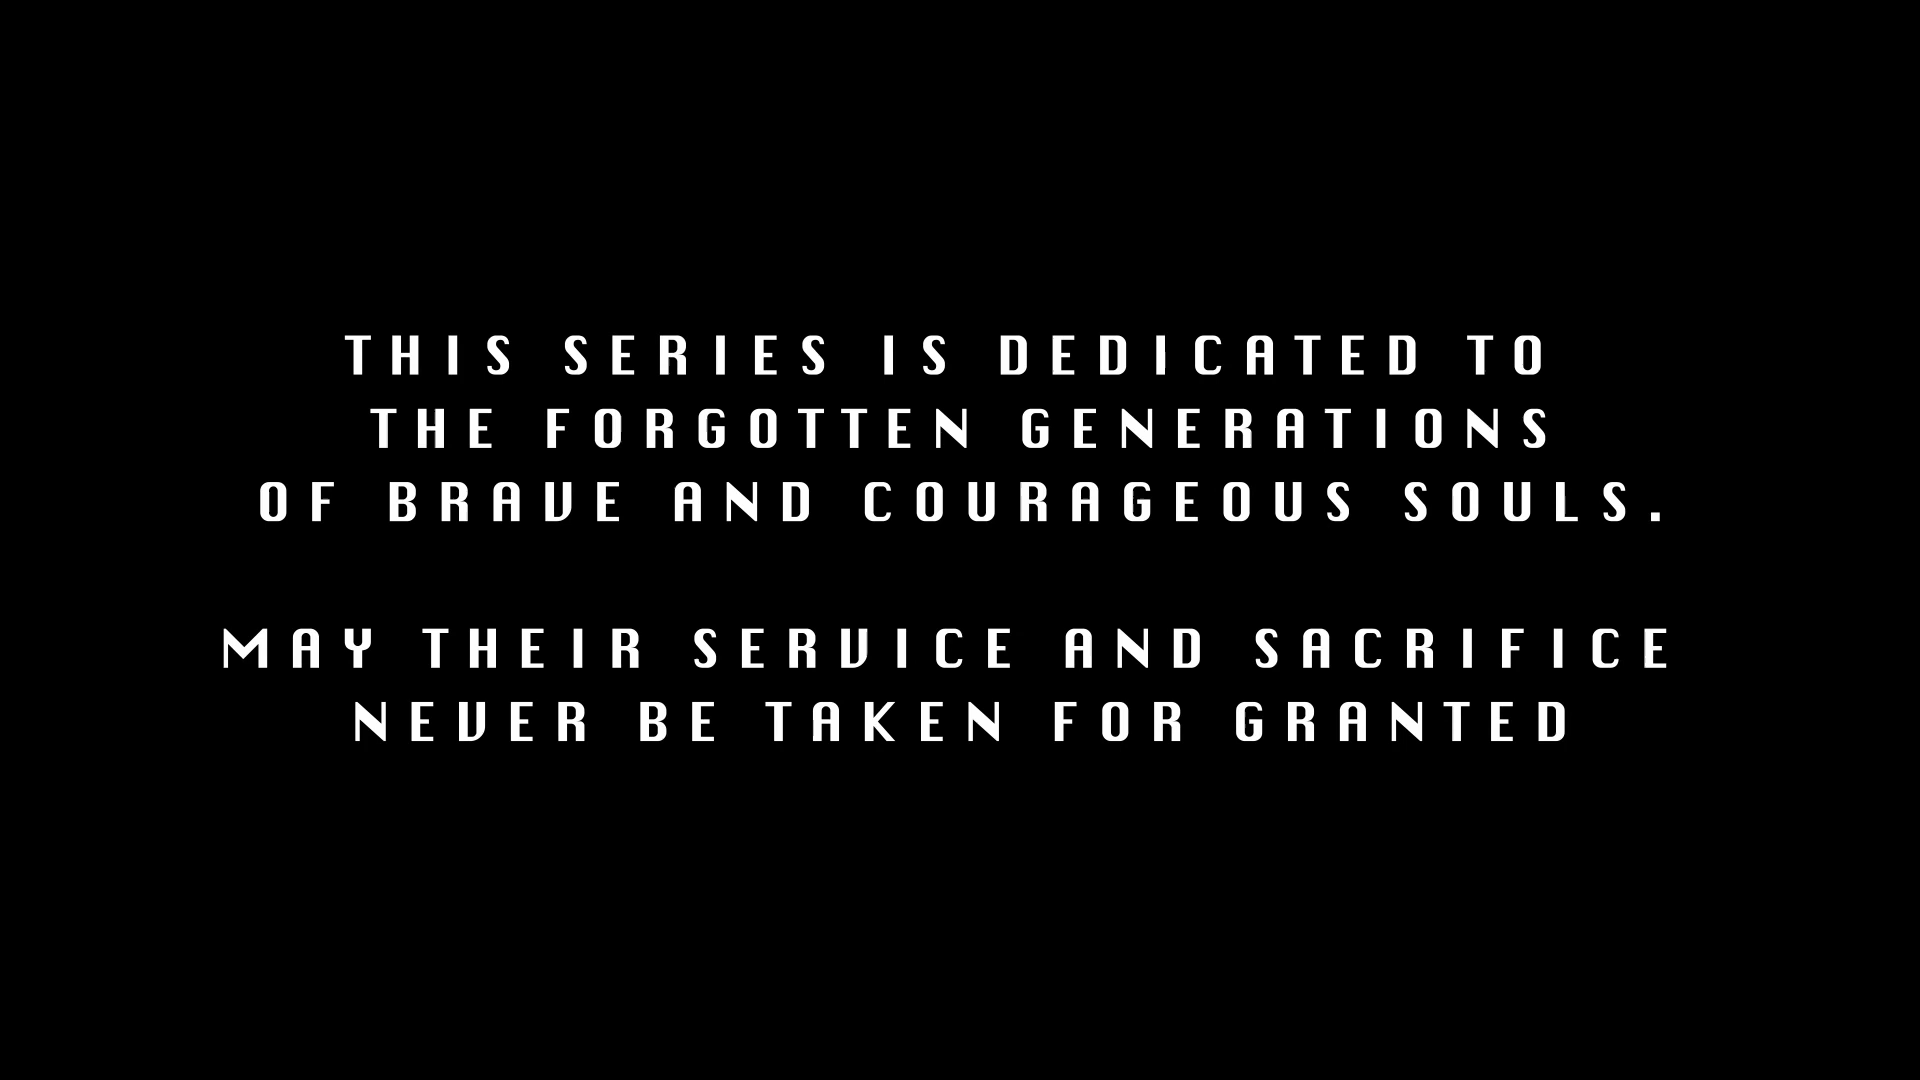 THIS SERIES IS DEDICATED TO
THE FORGOTTEN GENERATIONS
OF BRAVE AND COURAGEOUS SOULS.
MAY THEIR SERVICE AND SACRIFICE
NEVER BE TAKEN FOR GRANTED